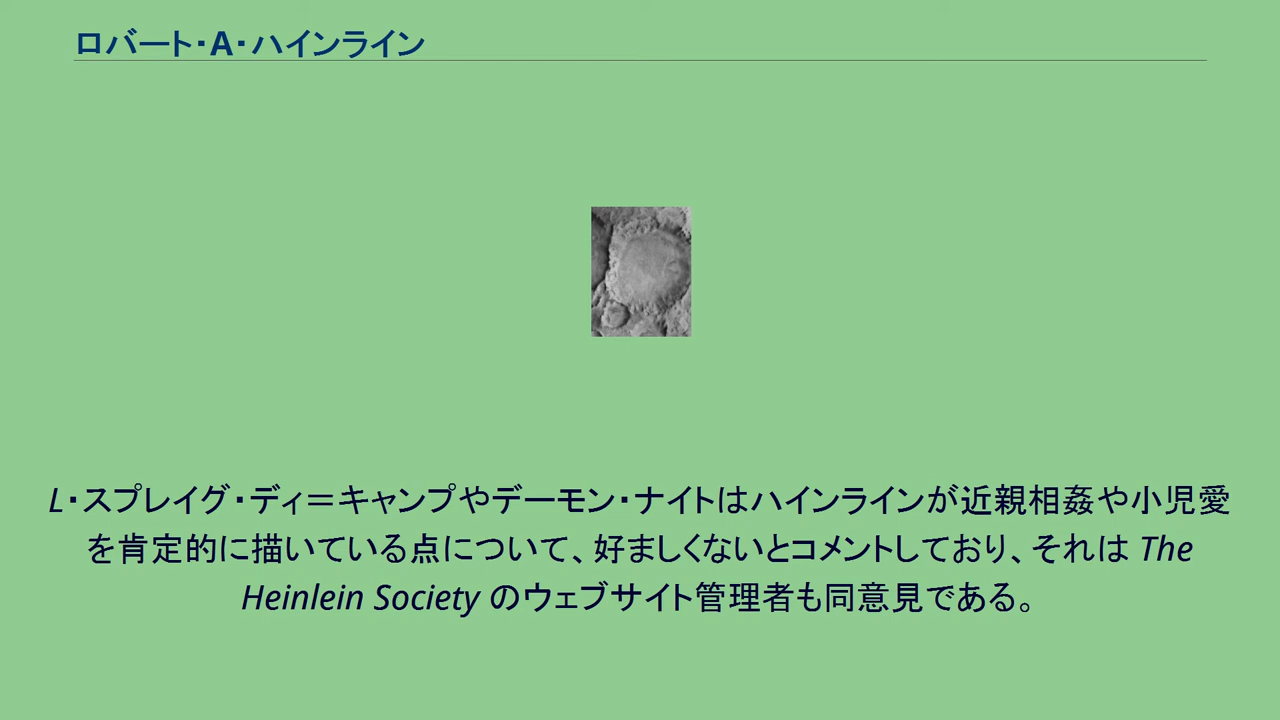 ロバート・A・ハインライン
L・スプレイグ・ディ＝キャンプやデーモン・ナイトはハインラインが近親相姦や小児愛
を肯定的に描いている点について、好ましくないとコメントしており、それは The
Heinlein Society のウェブサイト管理者も同意見である。